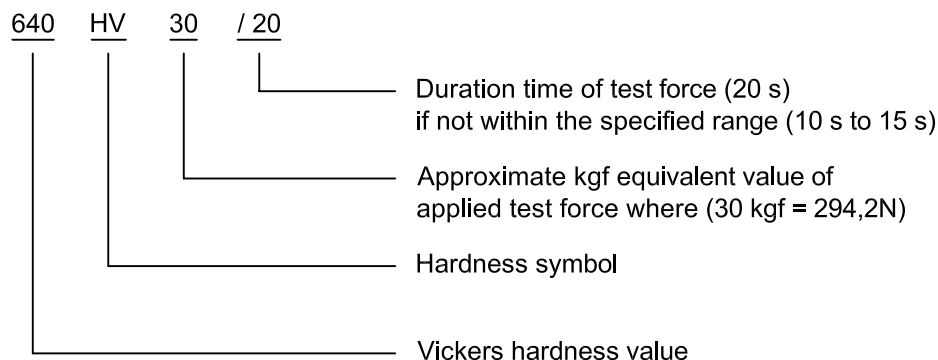 640 HV 30 / 20
Duration time of test force (20 s)
if not within the specified range (10 s to 15 s)
Approximate kgf equivalent value of
applied test force where (30 kgf = 294,2N)
Hardness symbol
Vickers hardness value